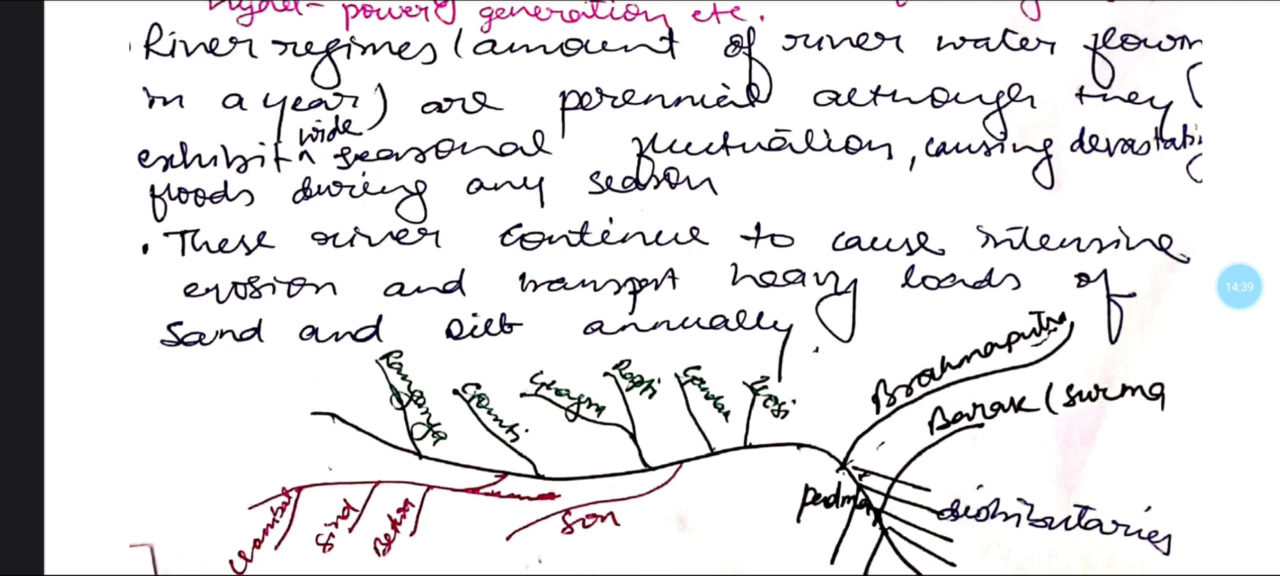 hydel- power generation etc.
River regimes (amount of river water flown
in a year) are perennial although they
wide
exhibit ^ seasonal fluctuation, causing devastati
floods during any season
14:39
• These river continue to cause intensive
erosion and transport heavy loads of
sand and silt annually
Ramganga Gomti Ghagra Rapti Gandak Kosi
Brahmaputra
Barak (surma
Padma
distributaries
Chambal Sind Betwa Son